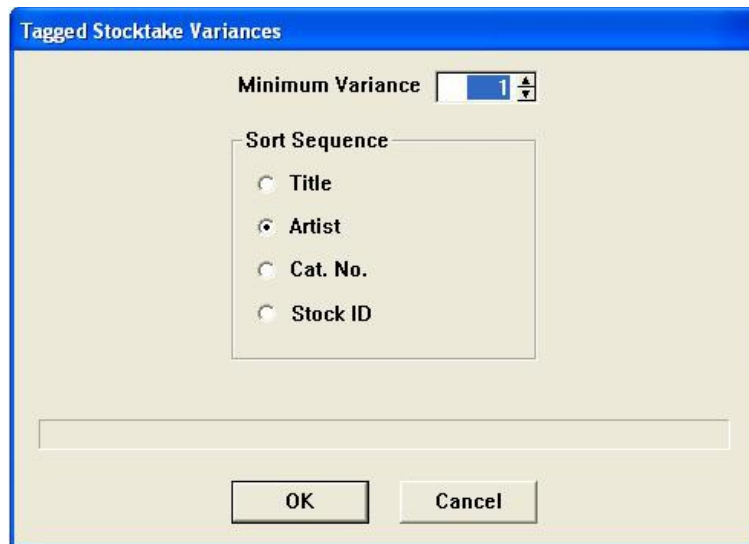 Tagged Stocktake Variances
Minimum Variance 1
Sort Sequence
Title
Artist
Cat. No.
Stock ID
OK Cancel